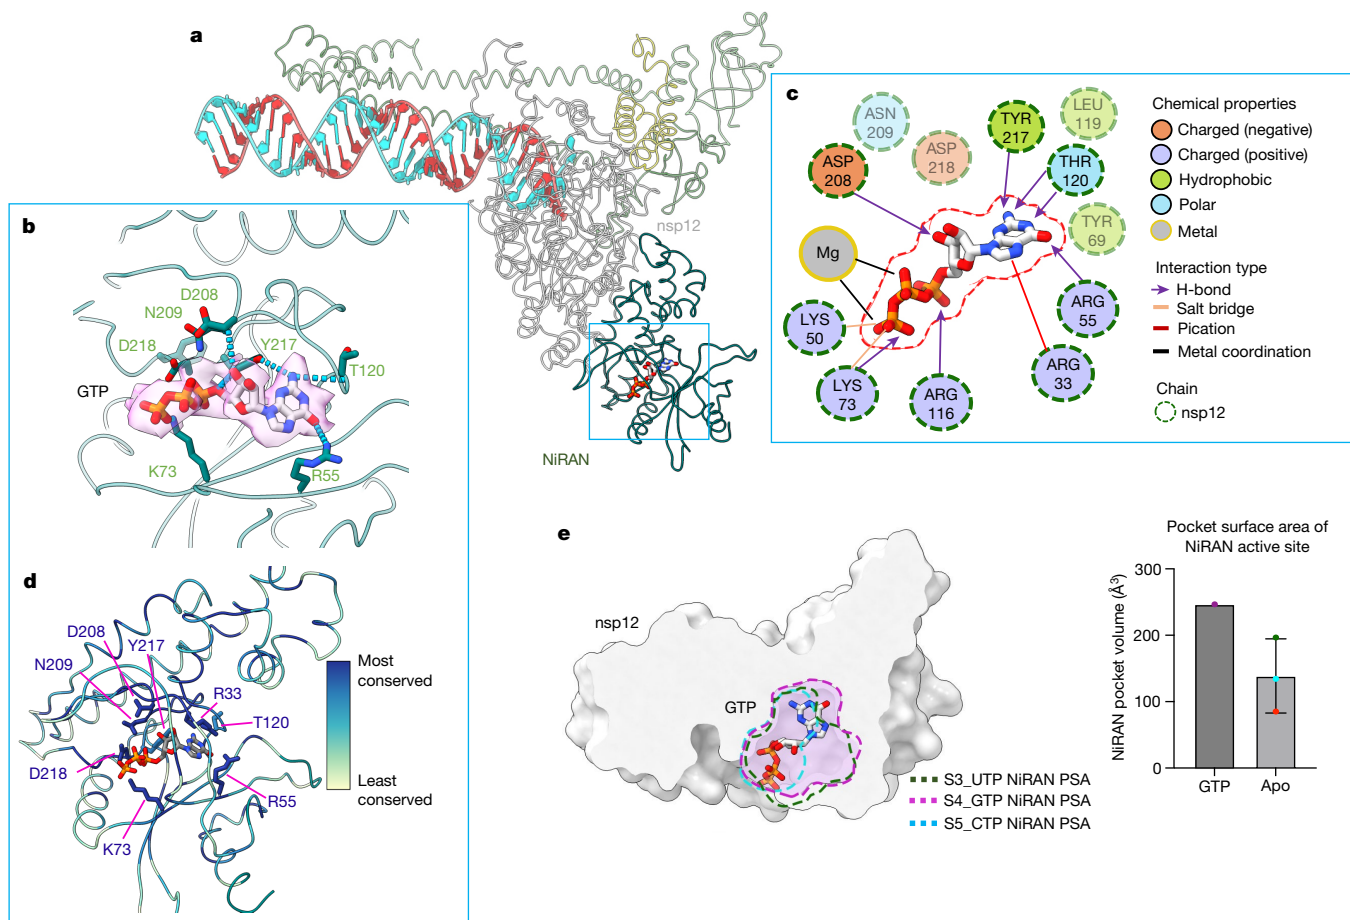 a
nsp12
NiRAN
b
D208
N209
D218
Y217
T120
GTP
K73
R55
c
ASN
209
TYR
217
LEU
119
ASP
208
ASP
218
THR
120
TYR
69
Mg
LYS
50
ARG
55
LYS
73
ARG
116
ARG
33
Chemical properties
Charged (negative)
Charged (positive)
Hydrophobic
Polar
Metal
Interaction type
H-bond
Salt bridge
Pication
Metal coordination
Chain
nsp12
d
D208
Y217
N209
R33
T120
D218
R55
K73
Most
conserved
Least
conserved
e
nsp12
GTP
S3_UTP NiRAN PSA
S4_GTP NiRAN PSA
S5_CTP NiRAN PSA
Pocket surface area of
NiRAN active site
NiRAN pocket volume (Å³)
300
200
100
0
GTP
Apo